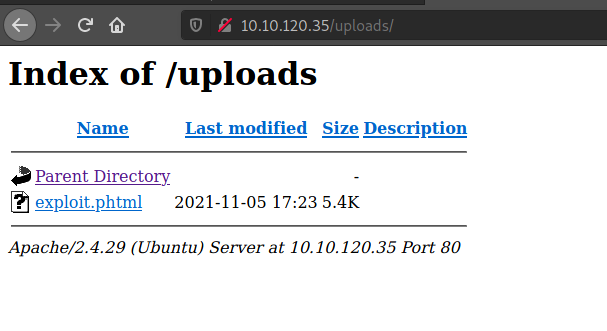 10.10.120.35/uploads/
Index of /uploads
Name Last modified Size Description
Parent Directory -
exploit.phtml 2021-11-05 17:23 5.4K
Apache/2.4.29 (Ubuntu) Server at 10.10.120.35 Port 80